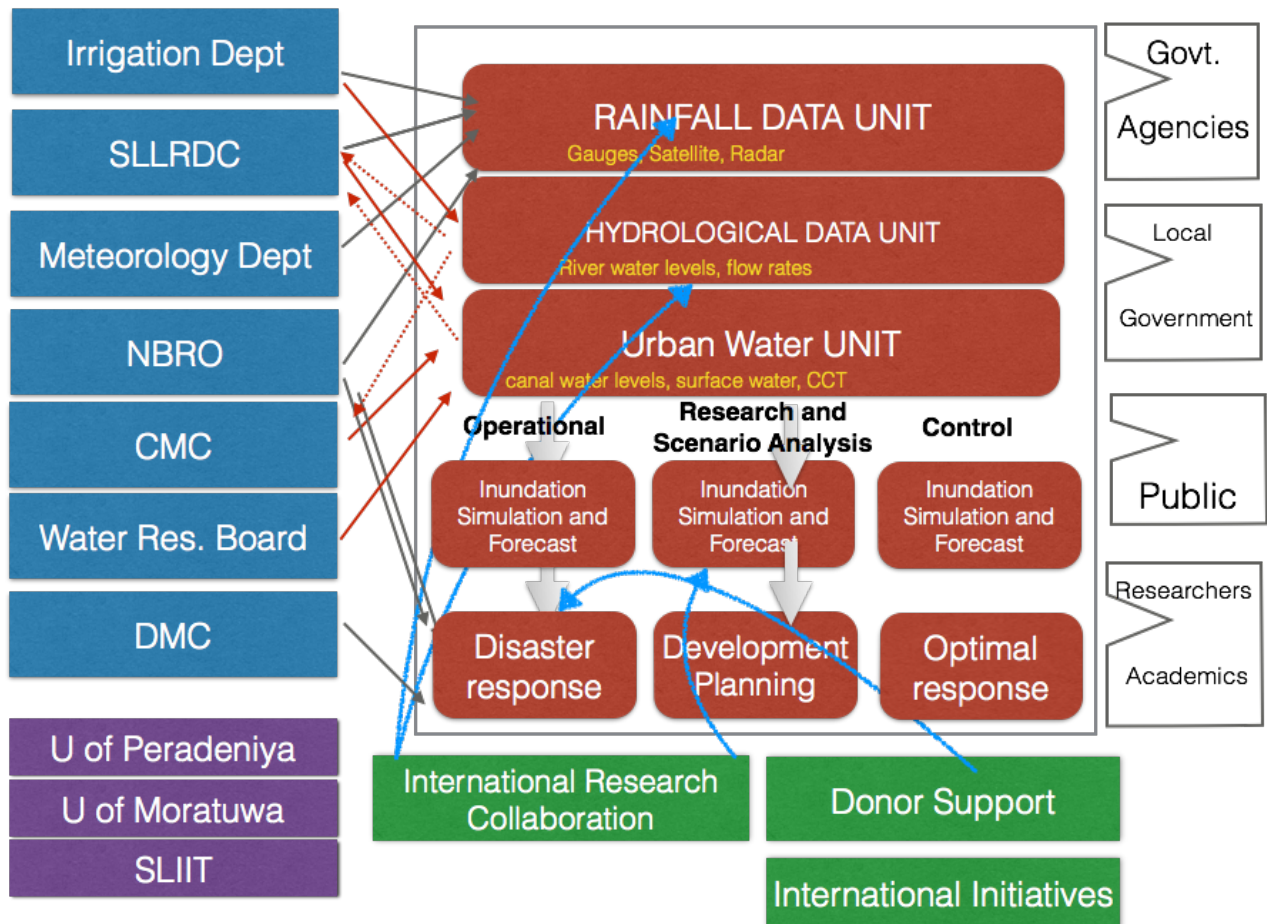 Irrigation Dept
SLLRDC
Meteorology Dept
NBRO
CMC
Water Res. Board
DMC
U of Peradeniya
U of Moratuwa
SLIIT
RAINFALL DATA UNIT
Gauges, Satellite, Radar
HYDROLOGICAL DATA UNIT
River water levels, flow rates
Urban Water UNIT
canal water levels, surface water, CCT
Operational
Research and
Scenario Analysis
Control
Inundation
Simulation and
Forecast
Inundation
Simulation and
Forecast
Inundation
Simulation and
Forecast
Disaster
response
Development
Planning
Optimal
response
International Research
Collaboration
Donor Support
International Initiatives
Govt.
Agencies
Local
Government
Public
Researchers
Academics